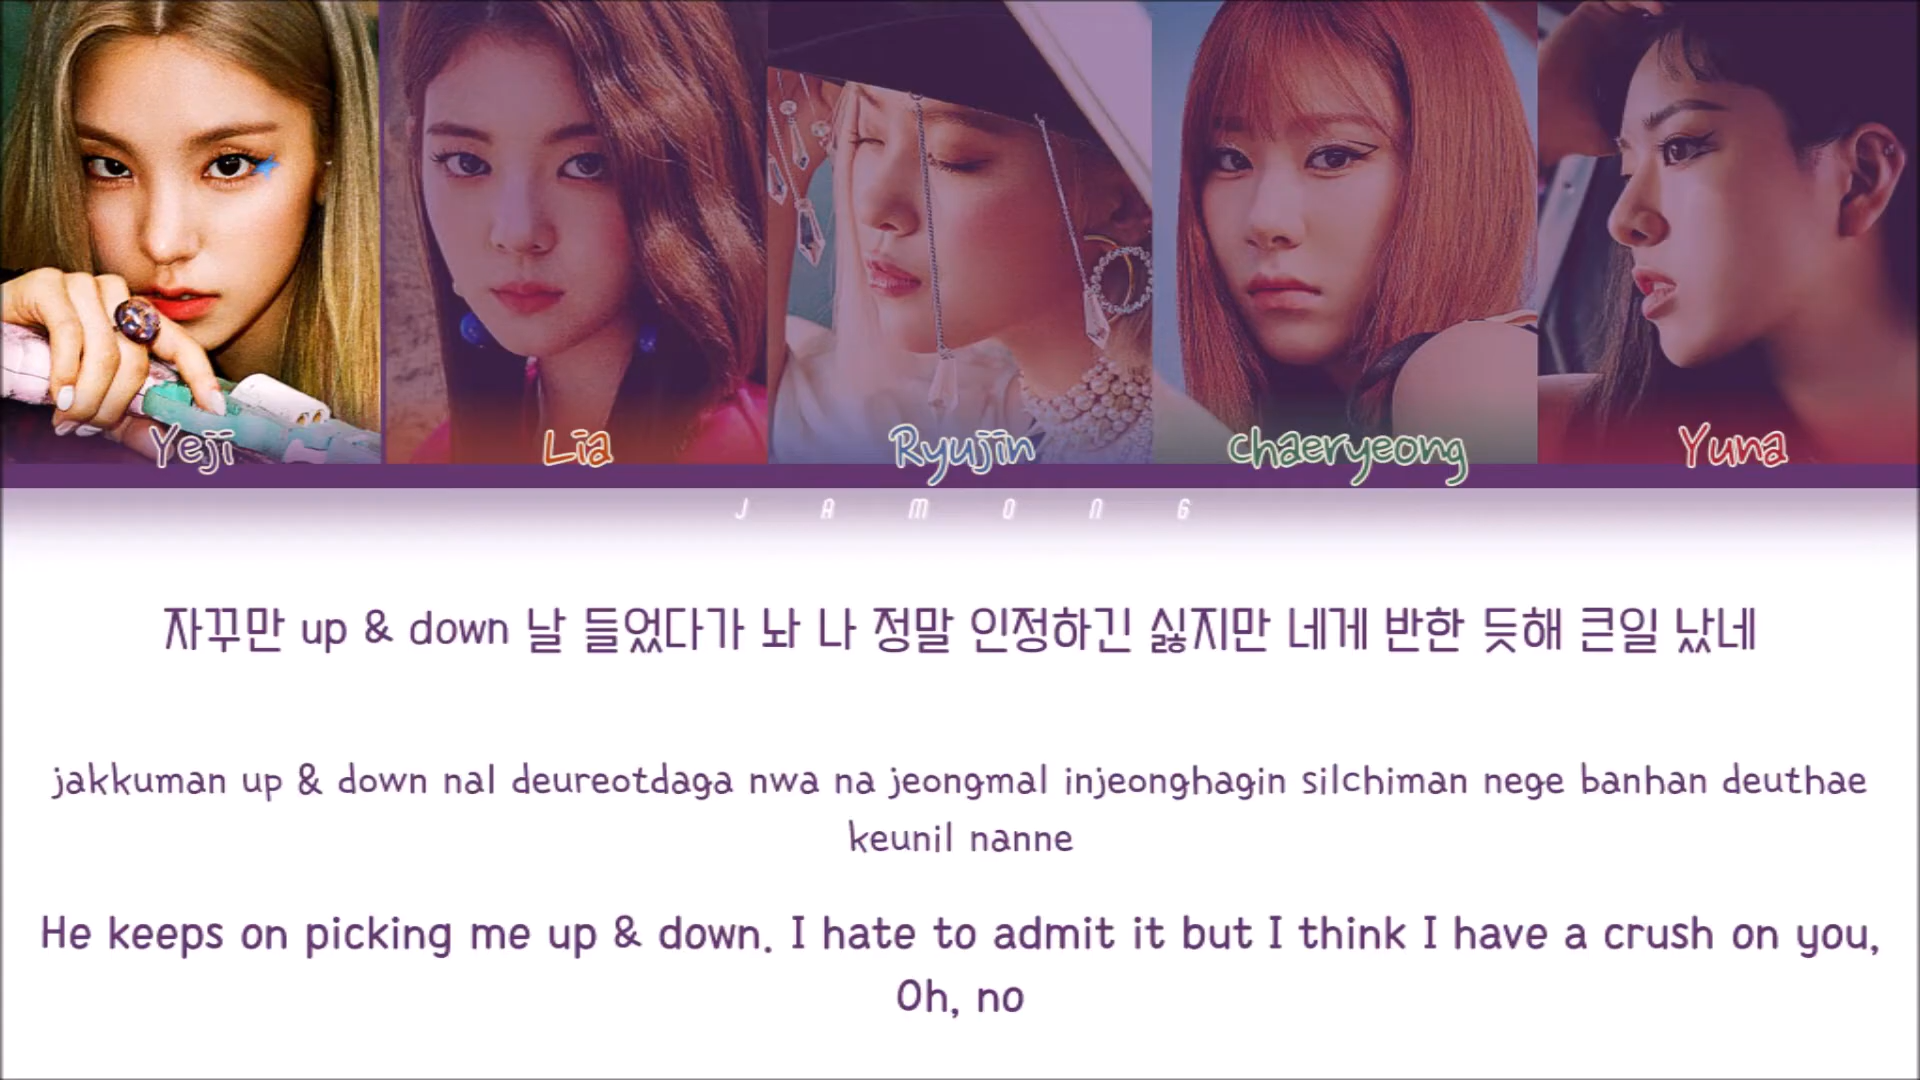 Yeji
Lia
Ryujin
chaeryeong
Yuna
JAMONG
자꾸만 up & down 날 들었다가 놔 나 정말 인정하긴 싫지만 네게 반한 듯해 큰일 났네
jakkuman up & down nal deureotdaga nwa na jeongmal injeonghagin silchiman nege banhan deuthae
keunil nanne
He keeps on picking me up & down. I hate to admit it but I think I have a crush on you,
Oh, no